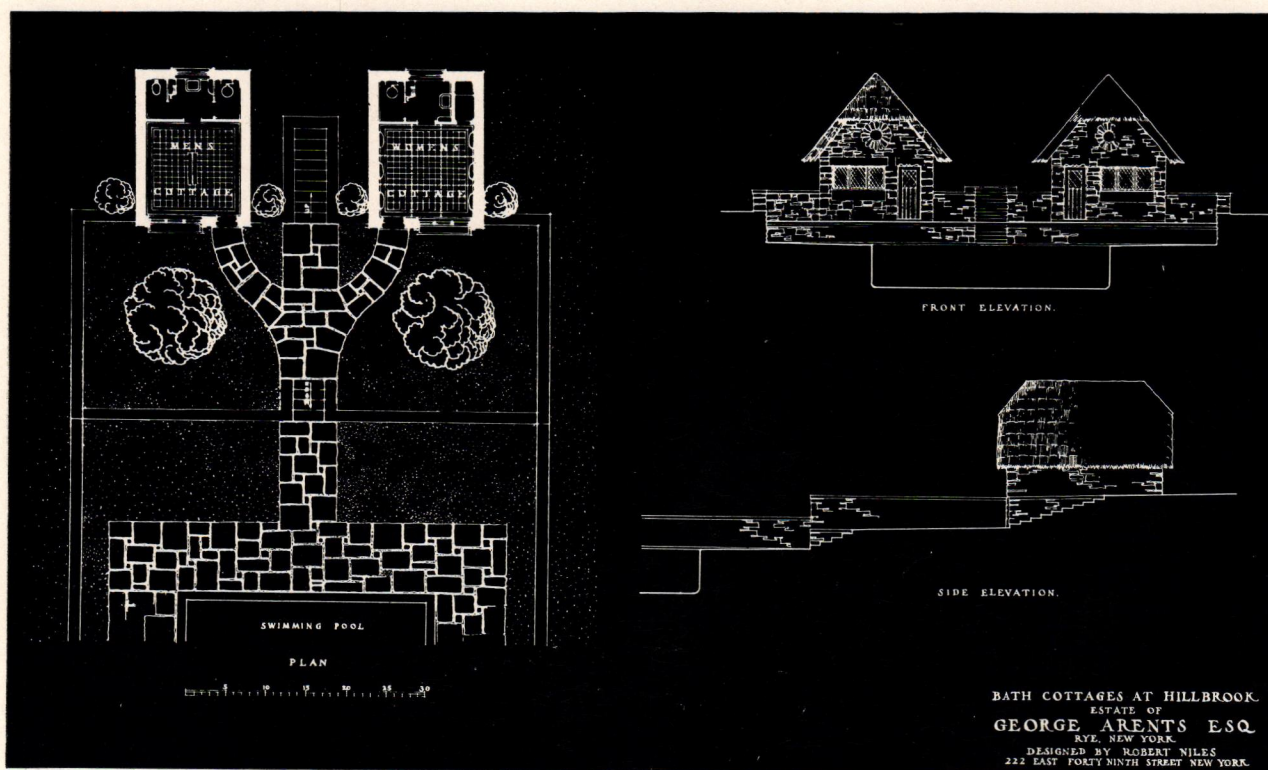 MENS
COTTAGE
WOMENS
COTTAGE
SWIMMING POOL
PLAN
5 10 15 20 25 30
FRONT ELEVATION.
SIDE ELEVATION.
BATH COTTAGES AT HILLBROOK
ESTATE OF
GEORGE ARENTS ESQ
RYE, NEW YORK
DESIGNED BY ROBERT NILES
222 EAST FORTY NINTH STREET NEW YORK